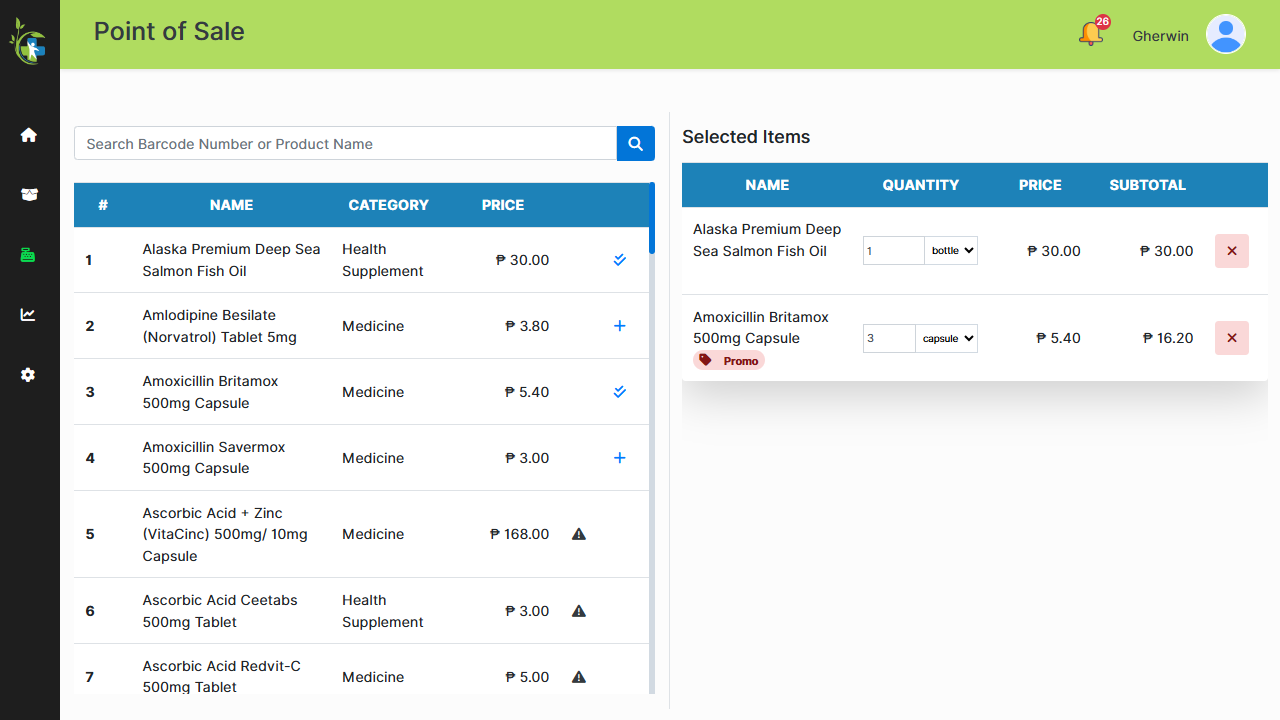 Point of Sale
26
Gherwin
Search Barcode Number or Product Name
# NAME CATEGORY PRICE
1 Alaska Premium Deep Sea Health ₱ 30.00
Salmon Fish Oil Supplement
2 Amlodipine Besilate Medicine ₱ 3.80
(Norvatrol) Tablet 5mg
3 Amoxicillin Britamox Medicine ₱ 5.40
500mg Capsule
4 Amoxicillin Savermox Medicine ₱ 3.00
500mg Capsule
5 Ascorbic Acid + Zinc
(VitaCinc) 500mg/ 10mg Medicine ₱ 168.00
Capsule
6 Ascorbic Acid Ceetabs Health ₱ 3.00
500mg Tablet Supplement
7 Ascorbic Acid Redvit-C Medicine ₱ 5.00
500mg Tablet
Selected Items
NAME QUANTITY PRICE SUBTOTAL
Alaska Premium Deep
Sea Salmon Fish Oil 1 bottle ₱ 30.00 ₱ 30.00
Amoxicillin Britamox
500mg Capsule 3 capsule ₱ 5.40 ₱ 16.20
Promo